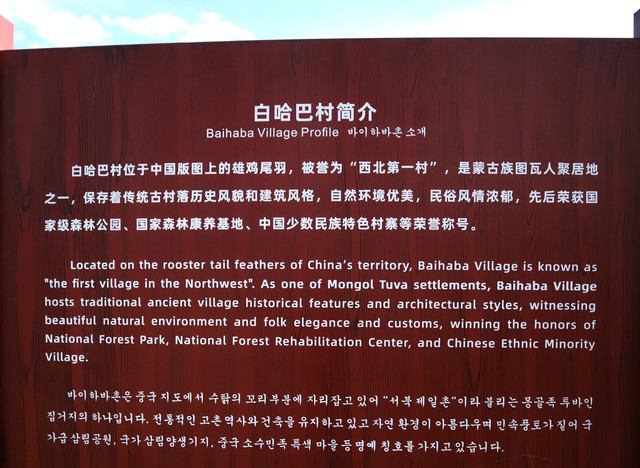 白哈巴村简介
Baihaba Village Profile 바이하바촌 소개
白哈巴村位于中国版图上的雄鸡尾羽，被誉为“西北第一村”，是蒙古族图瓦人聚居地
之一，保存着传统古村落历史风貌和建筑风格，自然环境优美，民俗风情浓郁，先后荣获国
家级森林公园、国家森林康养基地、中国少数民族特色村寨等荣誉称号。
Located on the rooster tail feathers of China’s territory, Baihaba Village is known as
"the first village in the Northwest". As one of Mongol Tuva settlements, Baihaba Village
hosts traditional ancient village historical features and architectural styles, witnessing
beautiful natural environment and folk elegance and customs, winning the honors of
National Forest Park, National Forest Rehabilitation Center, and Chinese Ethnic Minority
Village.
바이하바촌은 중국 지도에서 수탉의 꼬리부분에 자리잡고 있어 “서북 제일촌”이라 불리는 몽골족 투바인
집거지의 하나입니다. 전통적인 고촌 역사와 건축을 유지하고 있고 자연 환경이 아름다우며 민속풍토가 짙어 국
가급 삼림공원, 국가 삼림양생기지, 중국 소수민족 특색 마을 등 명예 칭호를 가지고 있습니다.